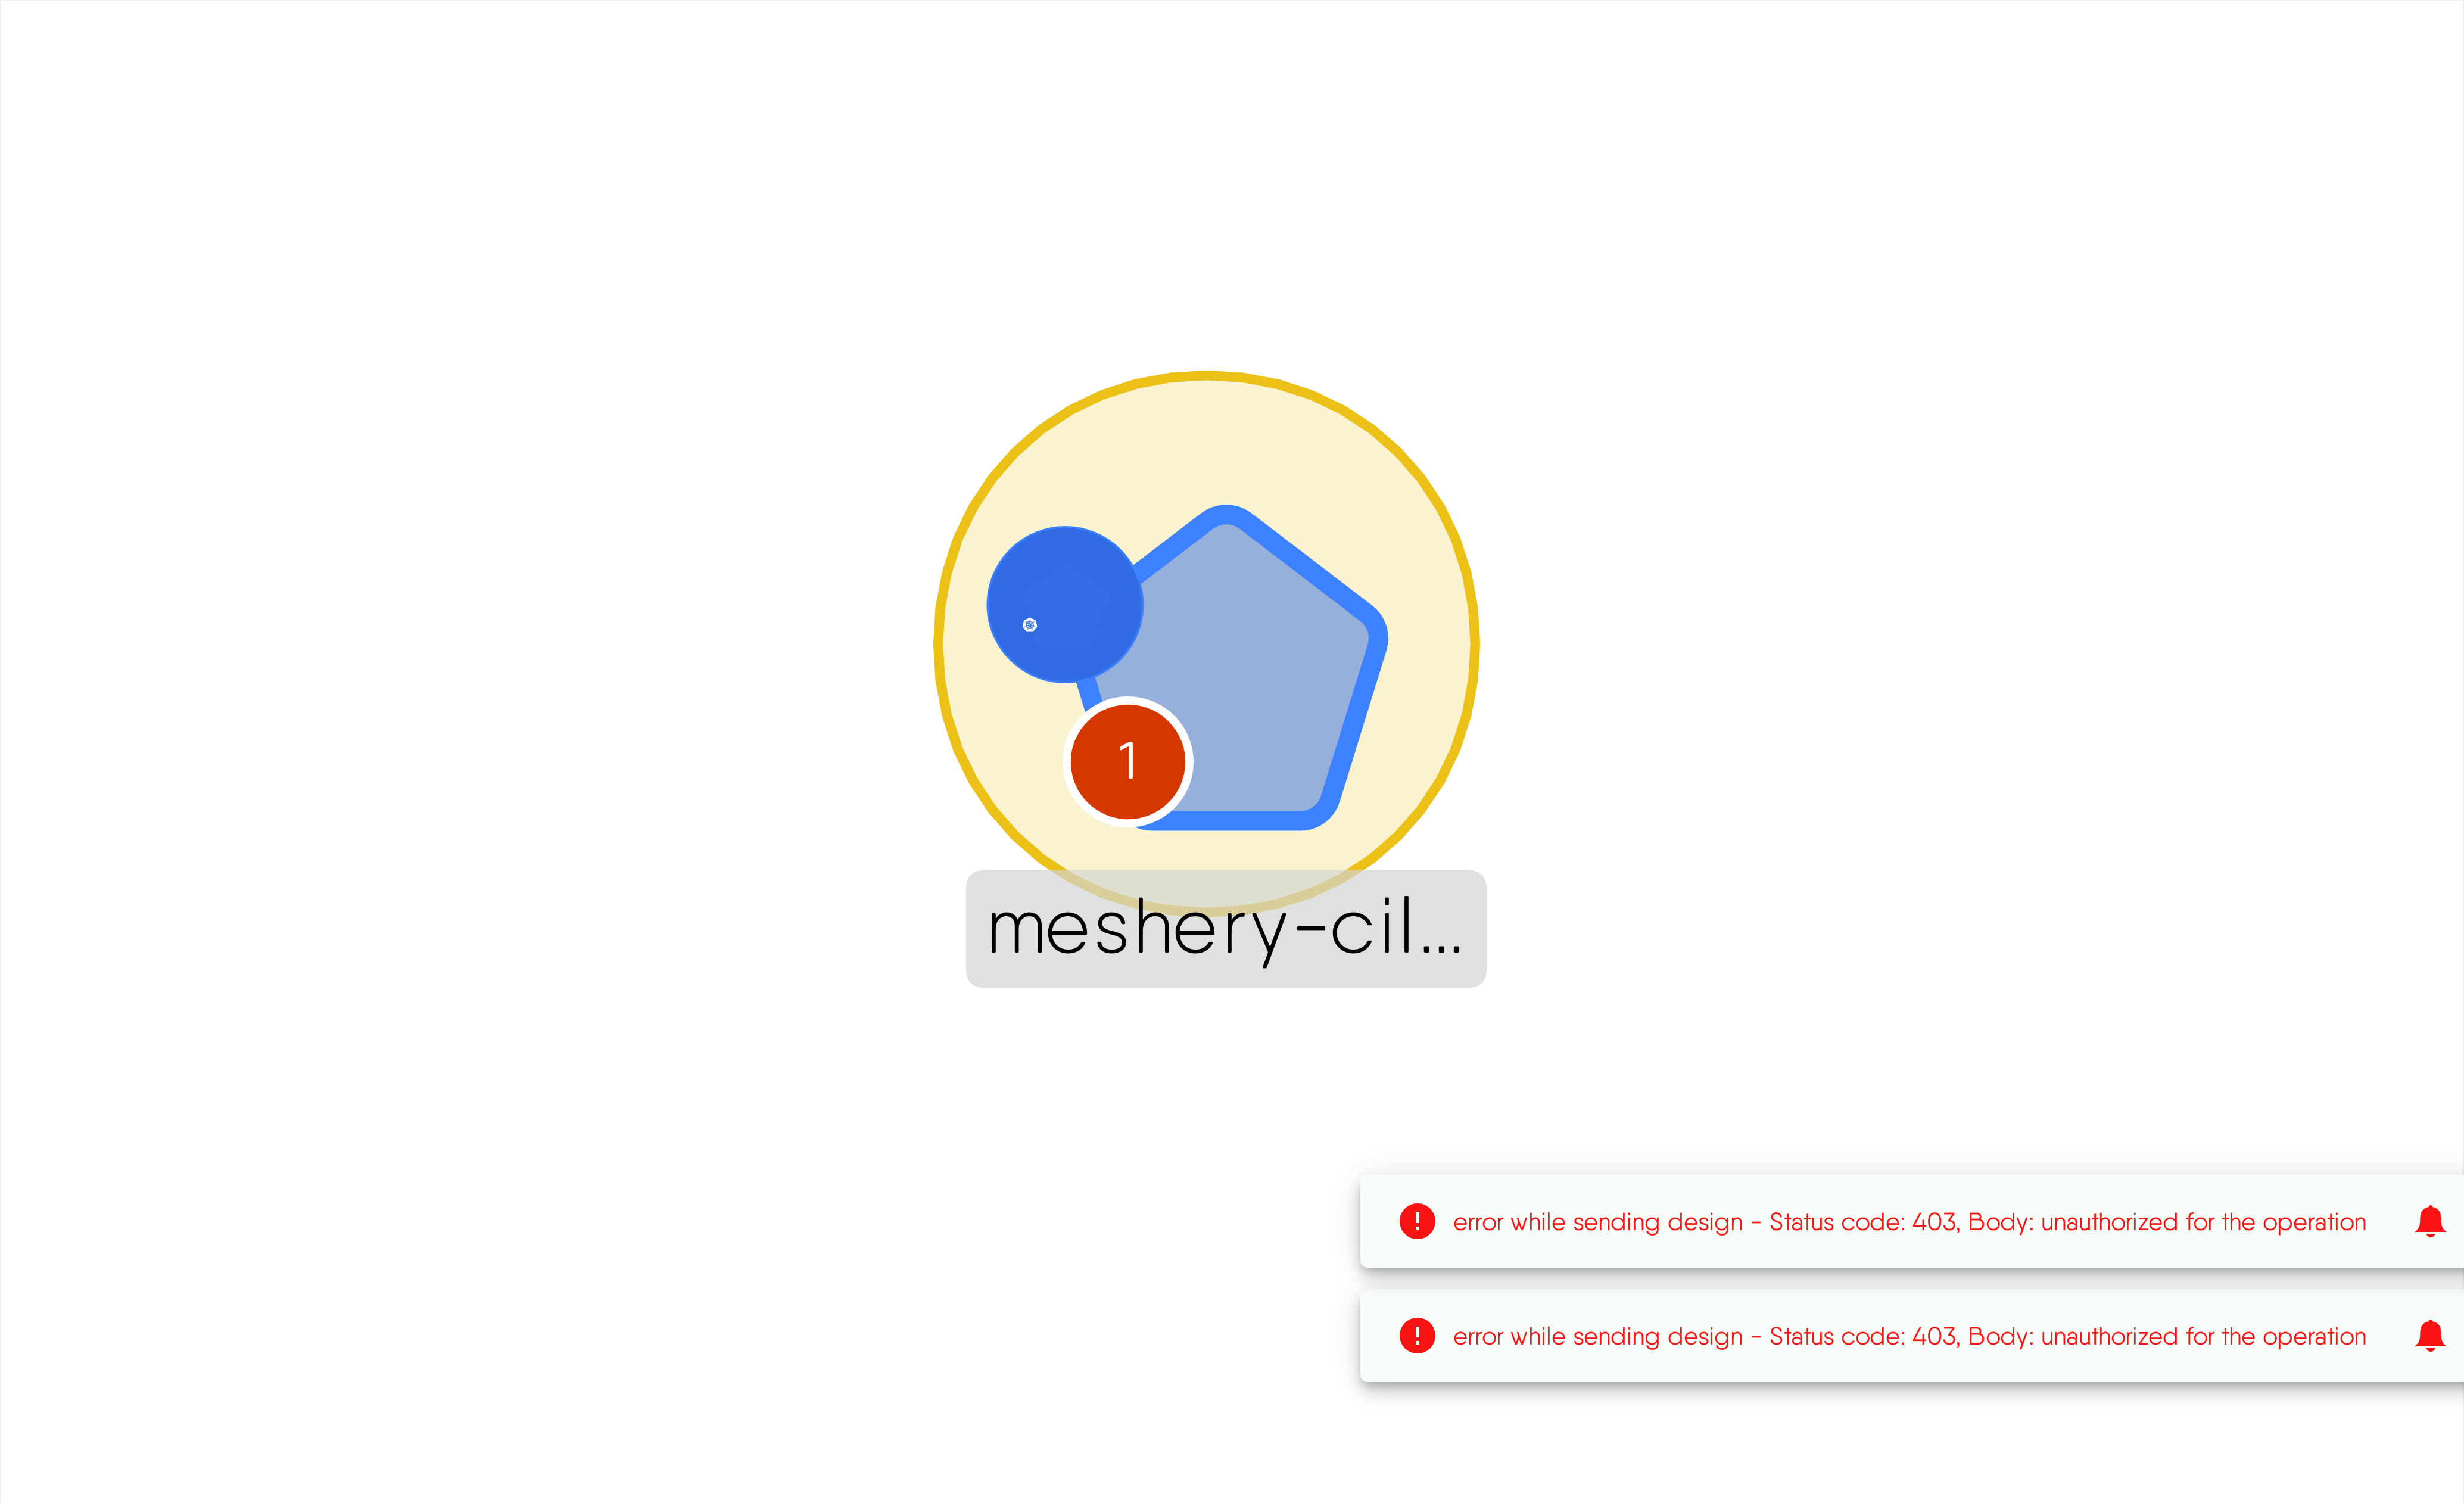 1
meshery-cil...
error while sending design - Status code: 403, Body: unauthorized for the operation
error while sending design - Status code: 403, Body: unauthorized for the operation